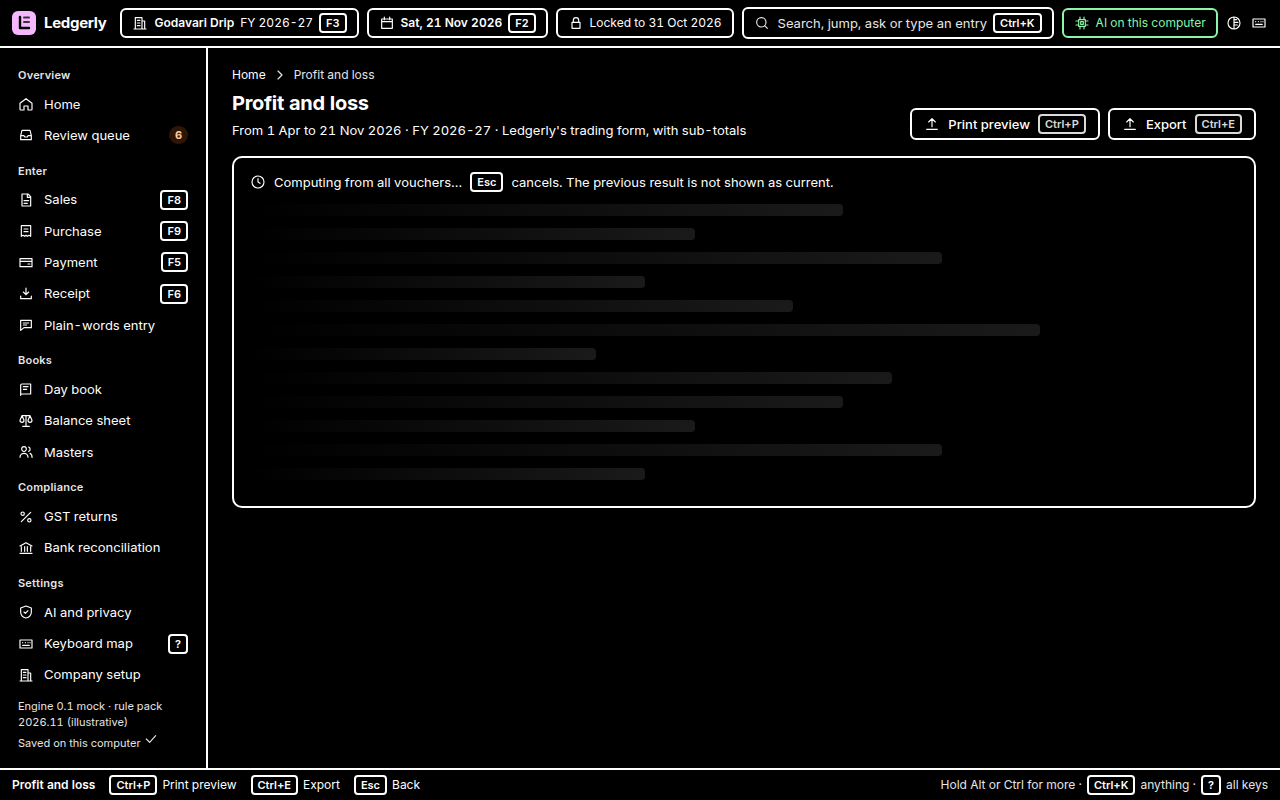 Ledgerly
Godavari Drip FY 2026-27 F3
Sat, 21 Nov 2026 F2
Locked to 31 Oct 2026
Search, jump, ask or type an entry Ctrl+K
AI on this computer
Overview
Home
Review queue 6
Enter
Sales F8
Purchase F9
Payment F5
Receipt F6
Plain-words entry
Books
Day book
Balance sheet
Masters
Compliance
GST returns
Bank reconciliation
Settings
AI and privacy
Keyboard map ?
Company setup
Engine 0.1 mock · rule pack
2026.11 (illustrative)
Saved on this computer
Home Profit and loss
Profit and loss
From 1 Apr to 21 Nov 2026 · FY 2026-27 · Ledgerly's trading form, with sub-totals
Print preview Ctrl+P
Export Ctrl+E
Computing from all vouchers... Esc cancels. The previous result is not shown as current.
Profit and loss Ctrl+P Print preview Ctrl+E Export Esc Back
Hold Alt or Ctrl for more · Ctrl+K anything · ? all keys